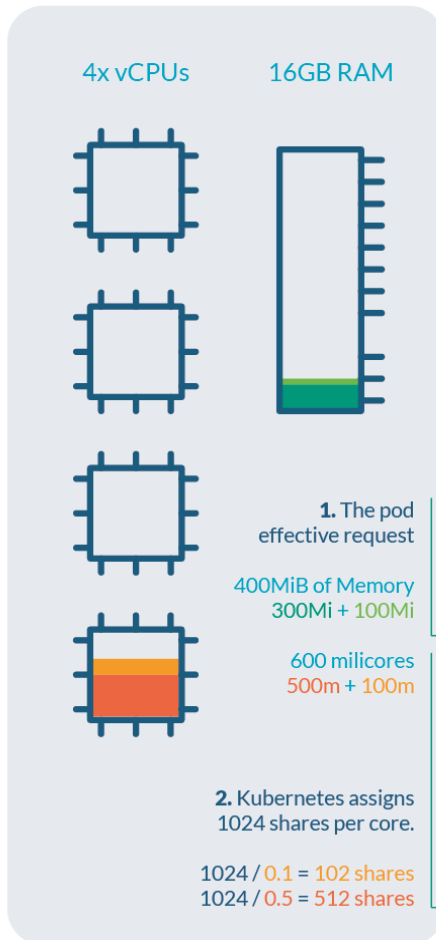 4x vCPUs
16GB RAM
1. The pod
effective request
400MiB of Memory
300Mi + 100Mi
600 milicores
500m + 100m
2. Kubernetes assigns
1024 shares per core.
1024 / 0.1 = 102 shares
1024 / 0.5 = 512 shares